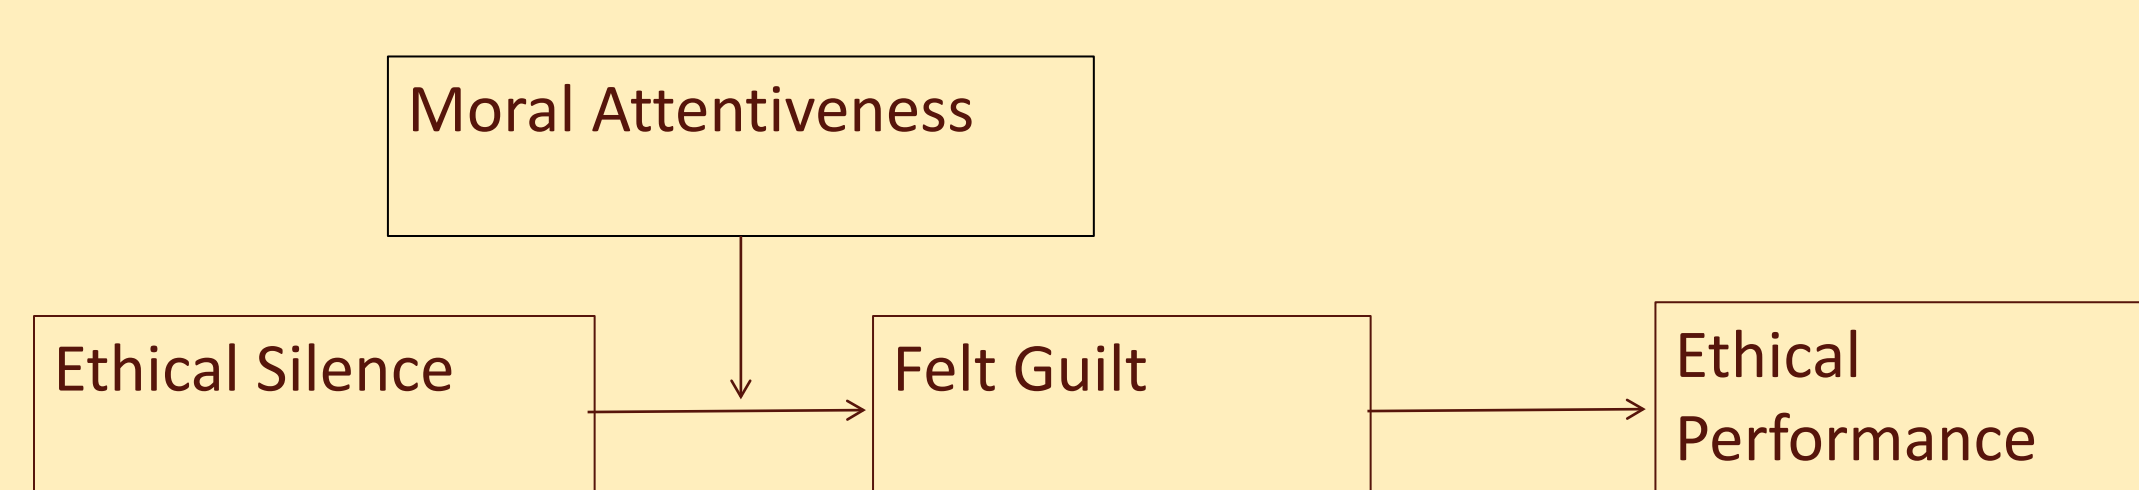 Moral Attentiveness
Ethical Silence
Felt Guilt
Ethical
Performance